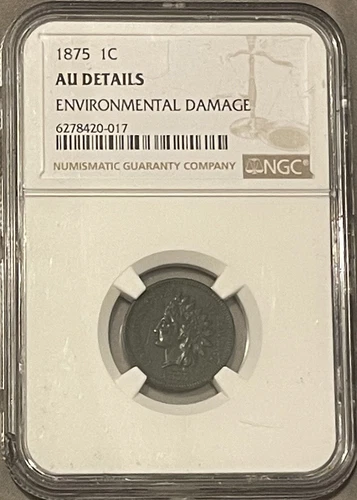 1875 1C
AU DETAILS
ENVIRONMENTAL DAMAGE
6278420-017
NUMISMATIC GUARANTY COMPANY NGC®